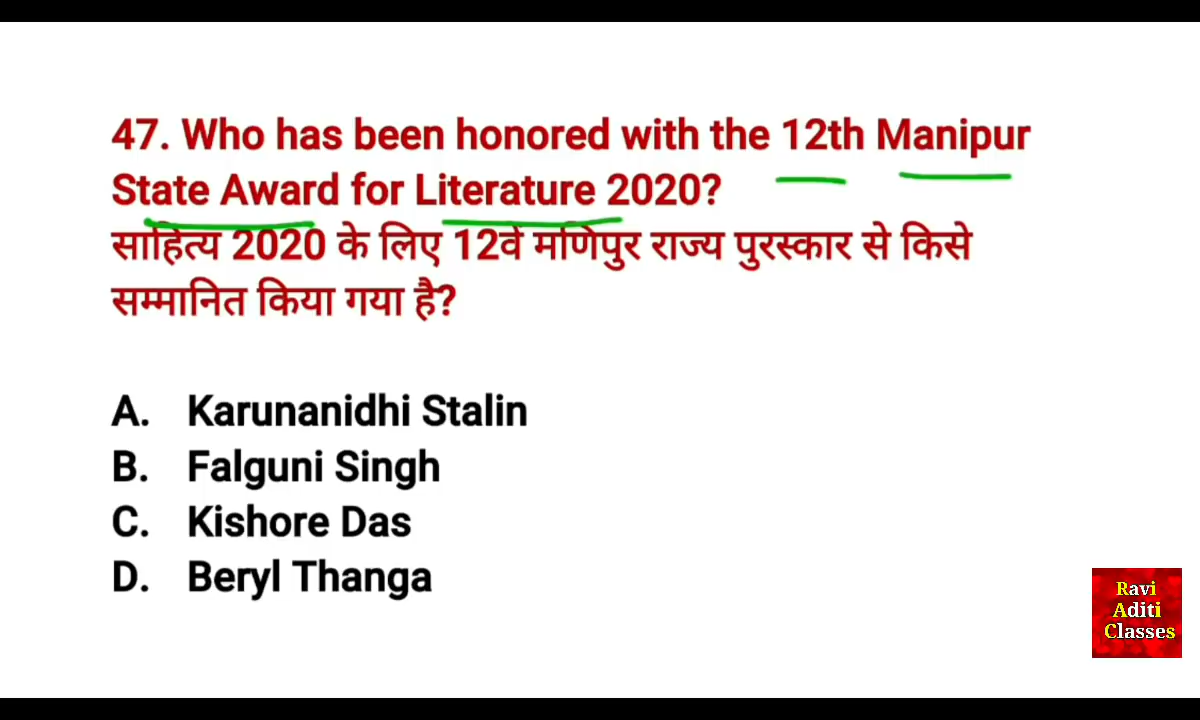 47. Who has been honored with the 12th Manipur
State Award for Literature 2020?
साहित्य 2020 के लिए 12वे मणिपुर राज्य पुरस्कार से किसे
सम्मानित किया गया है?
A. Karunanidhi Stalin
B. Falguni Singh
C. Kishore Das
D. Beryl Thanga
Ravi
Aditi
Classes